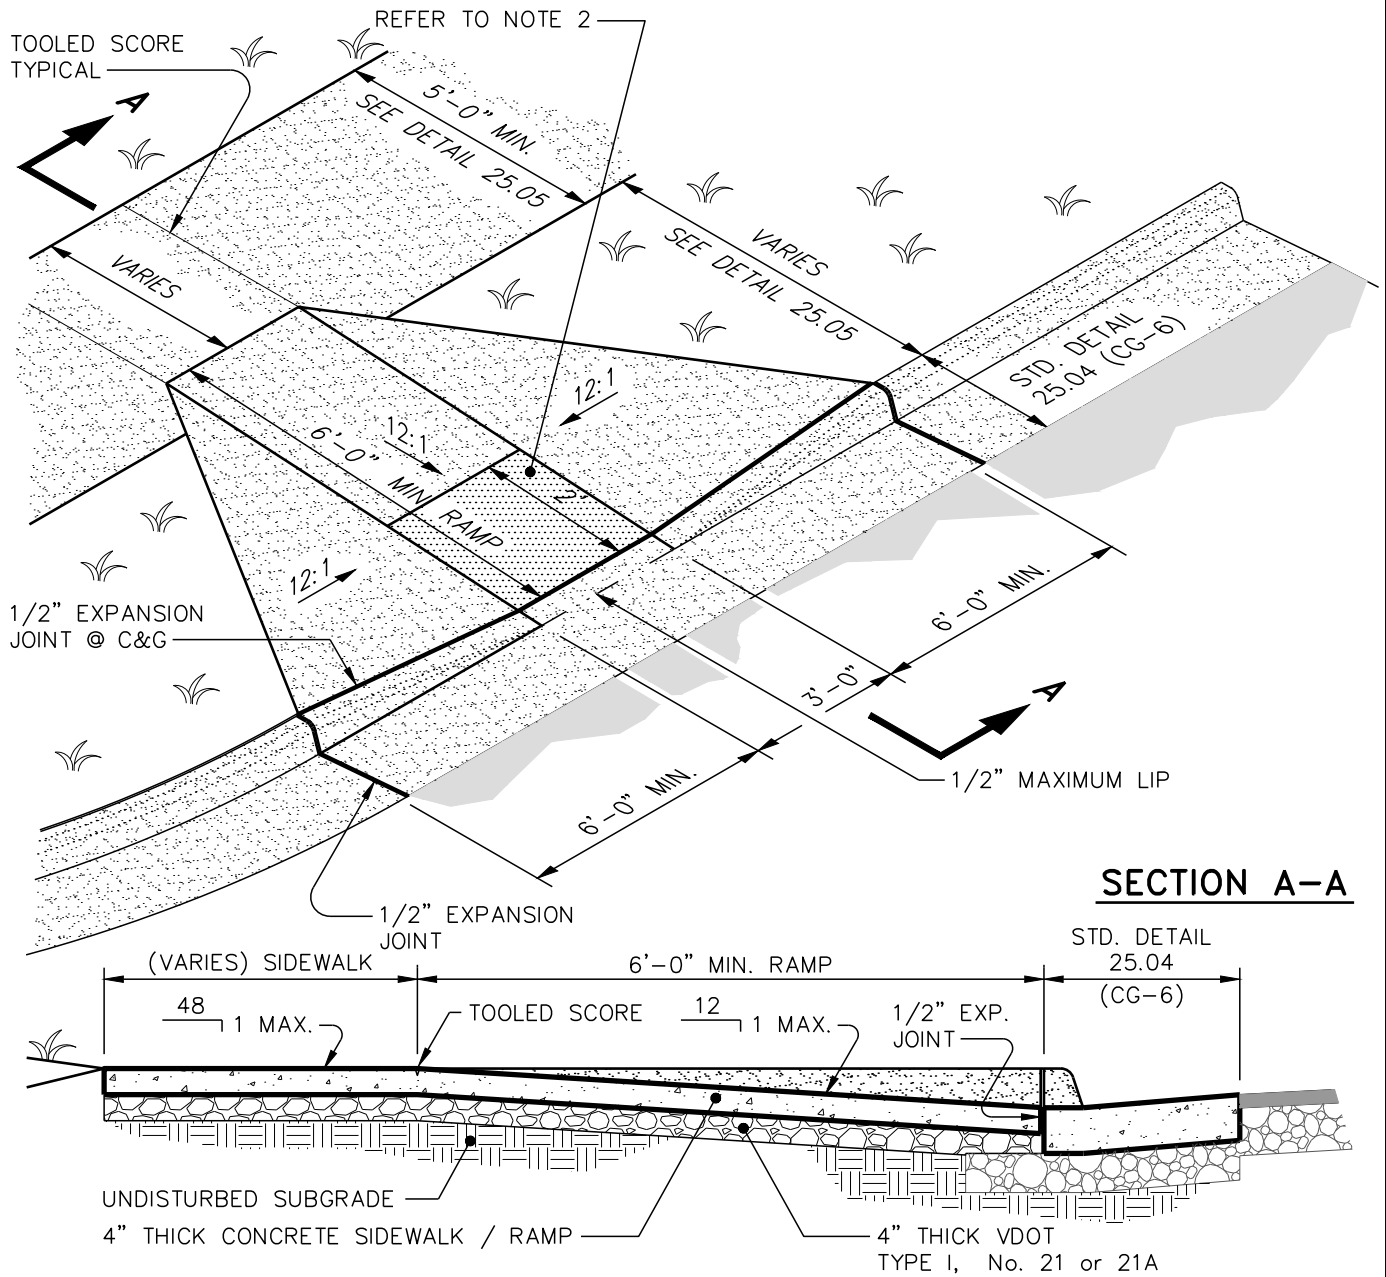 REFER TO NOTE 2
TOOLED SCORE
TYPICAL
A
5'-0" MIN.
SEE DETAIL 25.05
VARIES
VARIES
SEE DETAIL 25.05
STD. DETAIL
25.04 (CG-6)
12:1
12:1
6'-0" MIN. RAMP
2'
12:1
1/2" EXPANSION
JOINT @ C&G
6'-0" MIN.
3'-0"
A
6'-0" MIN.
1/2" MAXIMUM LIP
1/2" EXPANSION
JOINT
SECTION A-A
(VARIES) SIDEWALK
6'-0" MIN. RAMP
STD. DETAIL
25.04
(CG-6)
48
1 MAX.
TOOLED SCORE
12
1 MAX.
1/2" EXP.
JOINT
UNDISTURBED SUBGRADE
4" THICK CONCRETE SIDEWALK / RAMP
4" THICK VDOT
TYPE I, No. 21 or 21A